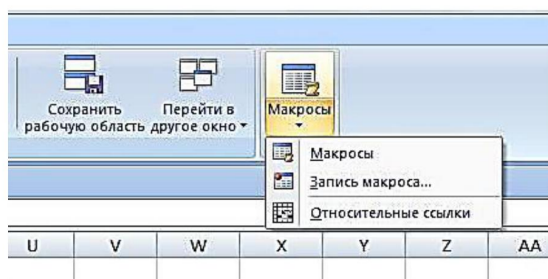 Сохранить
рабочую область
Перейти в
другое окно
Макросы
Макросы
Запись макроса...
Относительные ссылки
U V W X Y Z AA